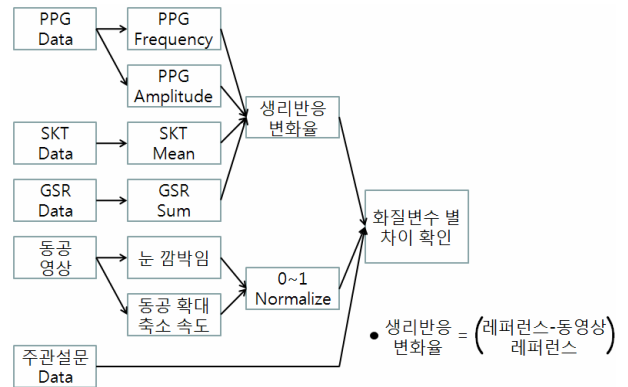 PPG
Data
PPG
Frequency
PPG
Amplitude
생리반응
변화율
SKT
Data
SKT
Mean
GSR
Data
GSR
Sum
화질변수 별
차이 확인
동공
영상
눈 깜박임
0~1
Normalize
동공 확대
축소 속도
주관설문
Data
● 생리반응
변화율
= (레퍼런스-동영상
레퍼런스)